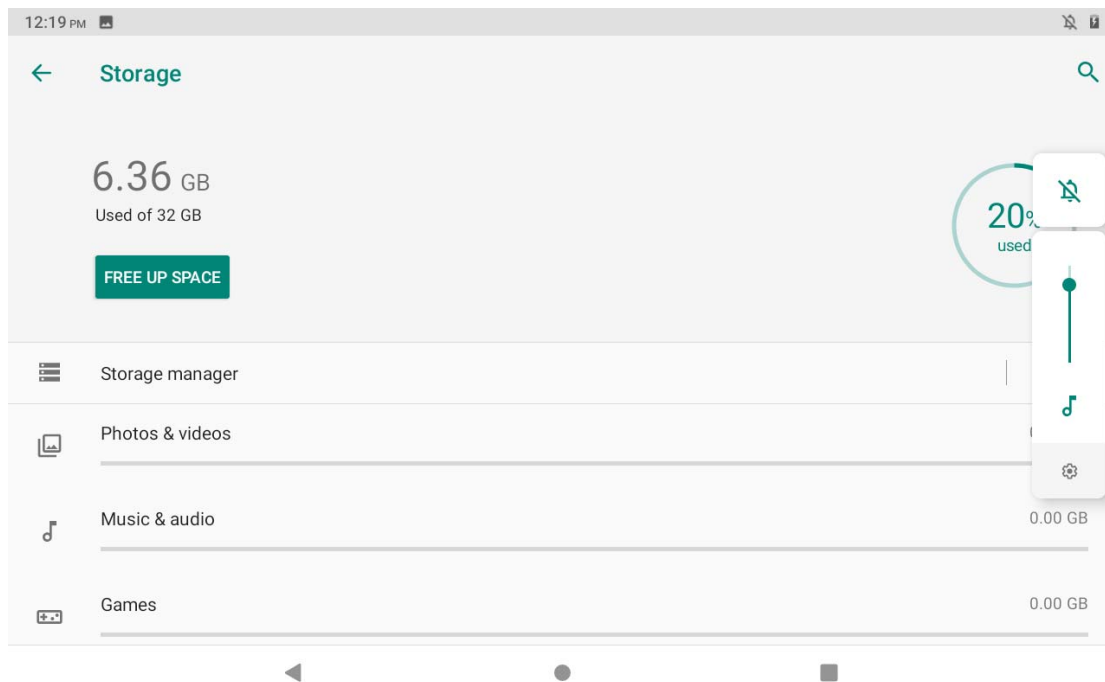 12:19 PM
Storage
6.36 GB
Used of 32 GB
20%
used
FREE UP SPACE
Storage manager
Photos & videos
Music & audio
0.00 GB
Games
0.00 GB